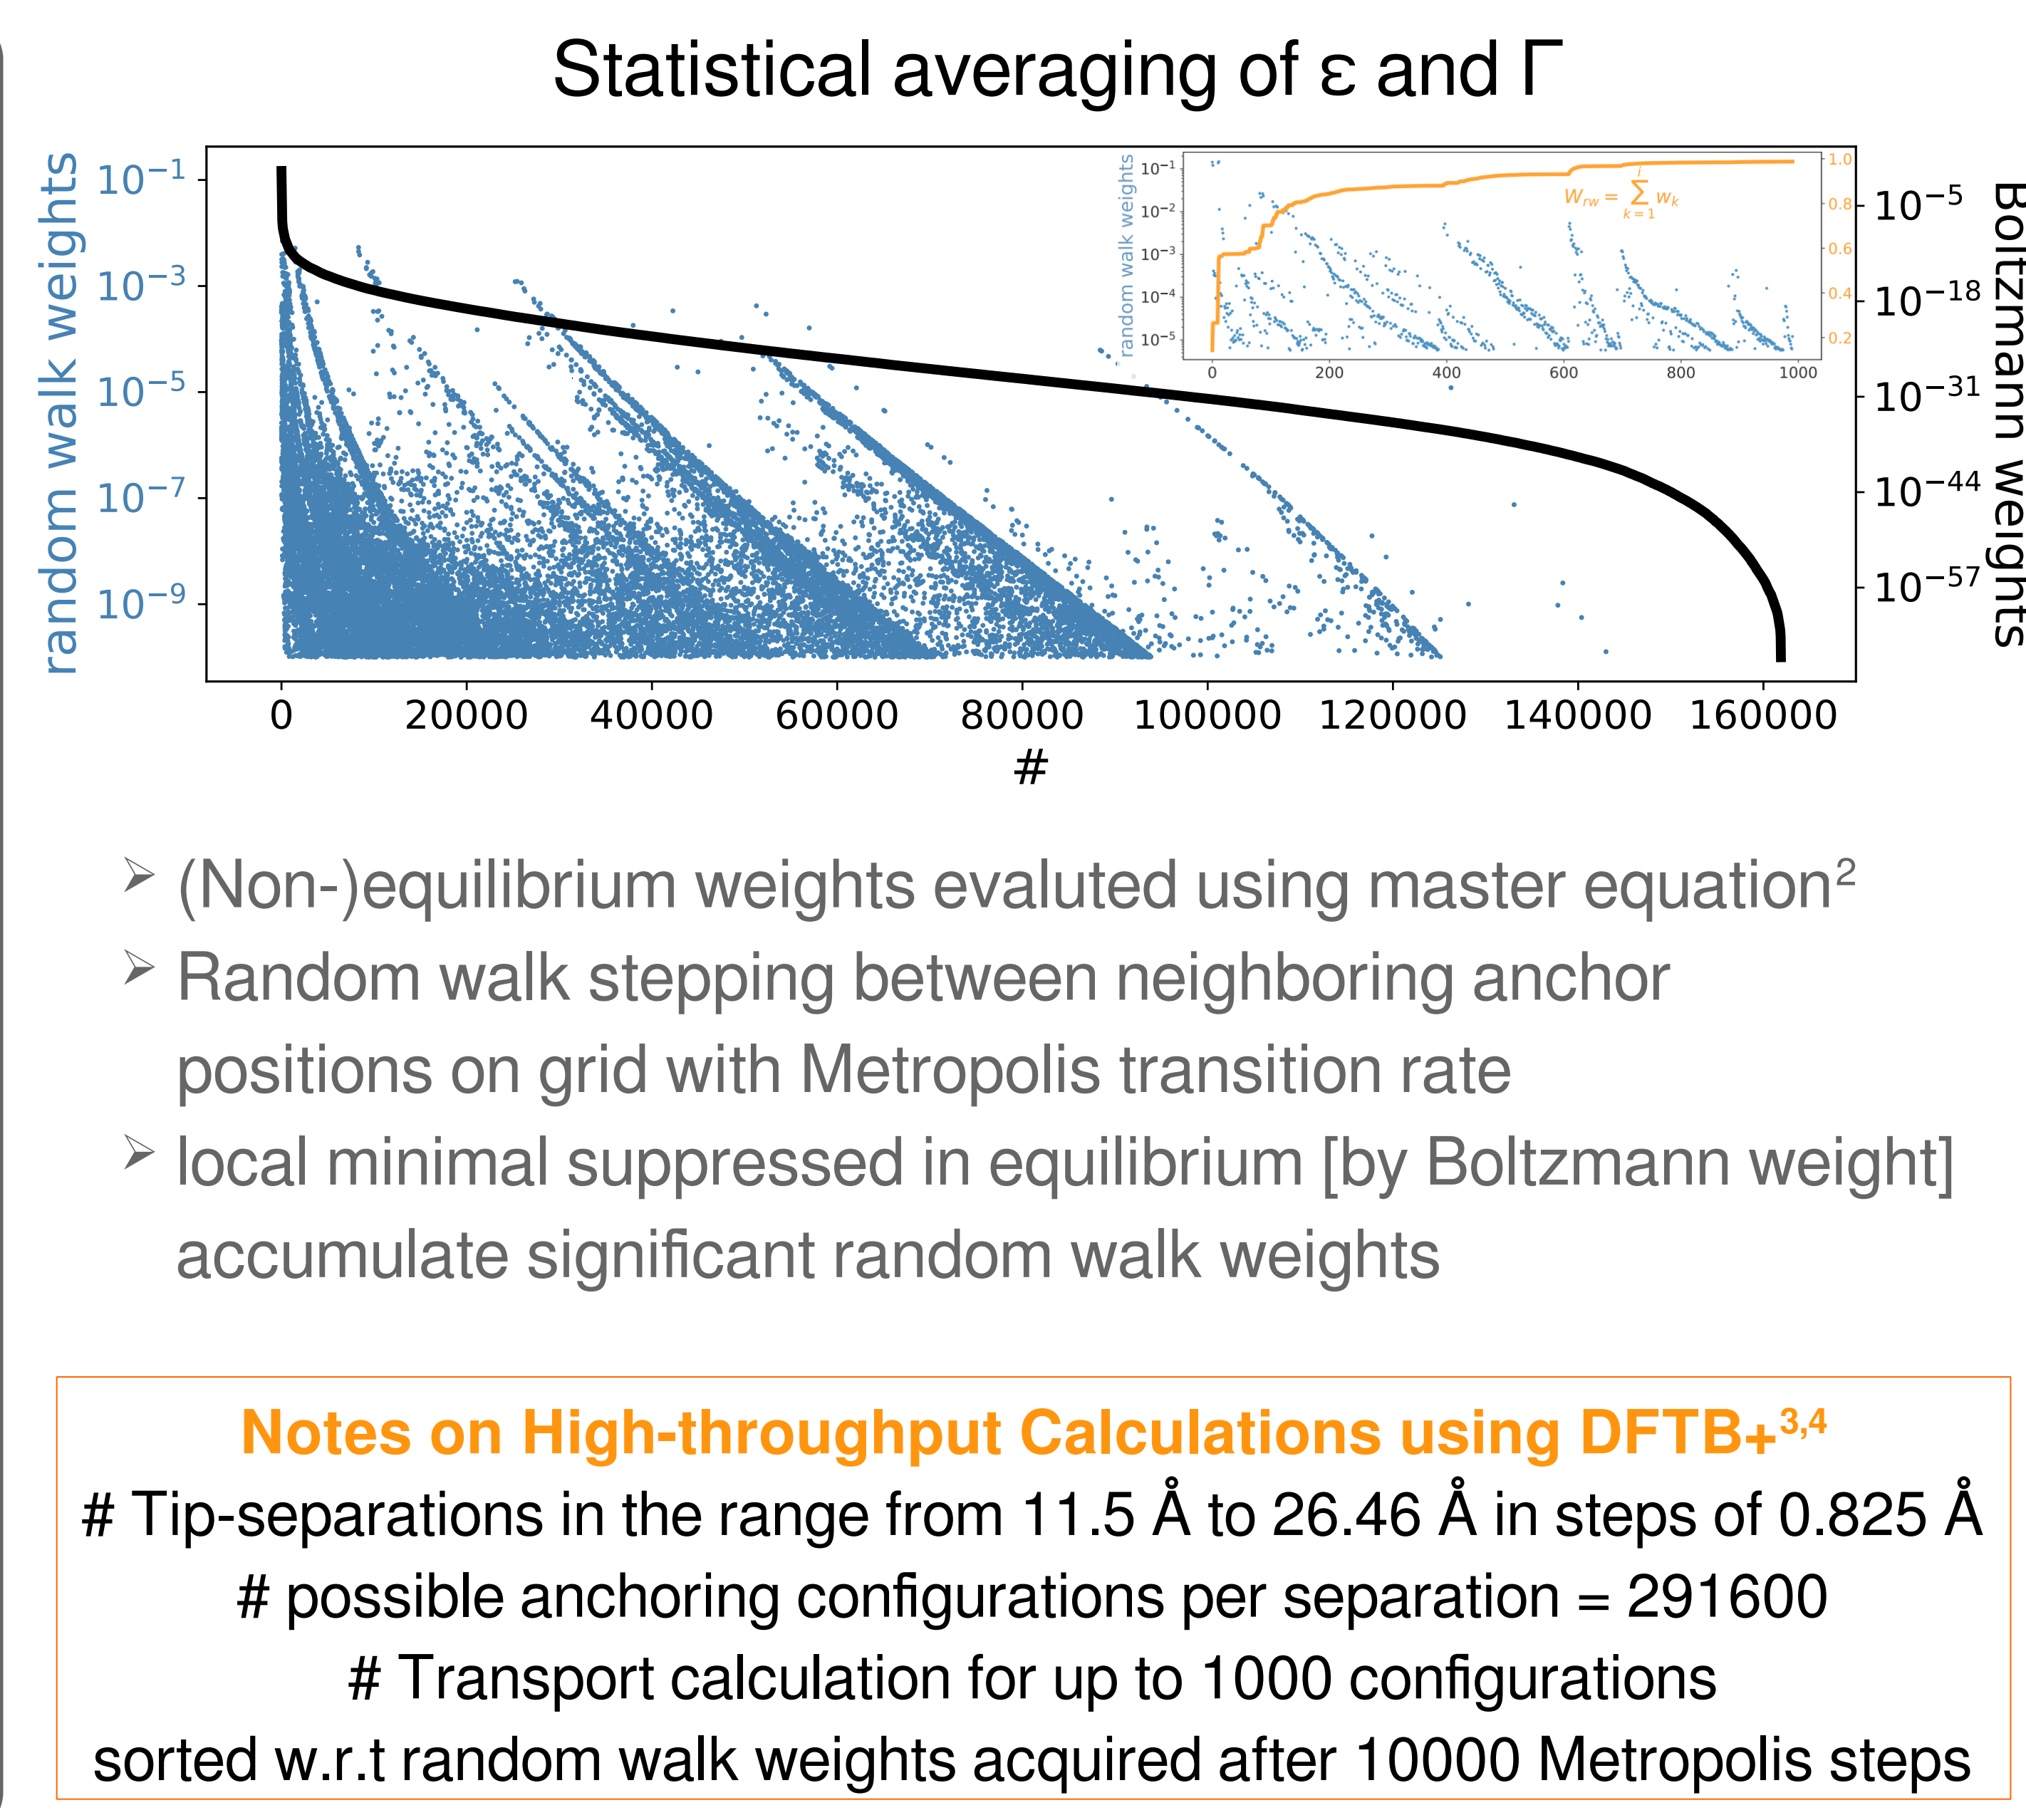 Statistical averaging of ε and Γ
random walk weights
10⁻¹
10⁻³
10⁻⁵
10⁻⁷
10⁻⁹
random walk weights
10⁻¹
10⁻²
10⁻³
10⁻⁴
10⁻⁵
W_rw = ∑_{k=1}^{i} w_k
1.0
0.8
0.6
0.4
0.2
0 200 400 600 800 1000
10⁻⁵
10⁻¹⁸
10⁻³¹
10⁻⁴⁴
10⁻⁵⁷
Boltzmann weights
0 20000 40000 60000 80000 100000 120000 140000 160000
#
➢ (Non-)equilibrium weights evaluted using master equation²
➢ Random walk stepping between neighboring anchor
positions on grid with Metropolis transition rate
➢ local minimal suppressed in equilibrium [by Boltzmann weight]
accumulate significant random walk weights
Notes on High-throughput Calculations using DFTB+³,⁴
# Tip-separations in the range from 11.5 Å to 26.46 Å in steps of 0.825 Å
# possible anchoring configurations per separation = 291600
# Transport calculation for up to 1000 configurations
sorted w.r.t random walk weights acquired after 10000 Metropolis steps